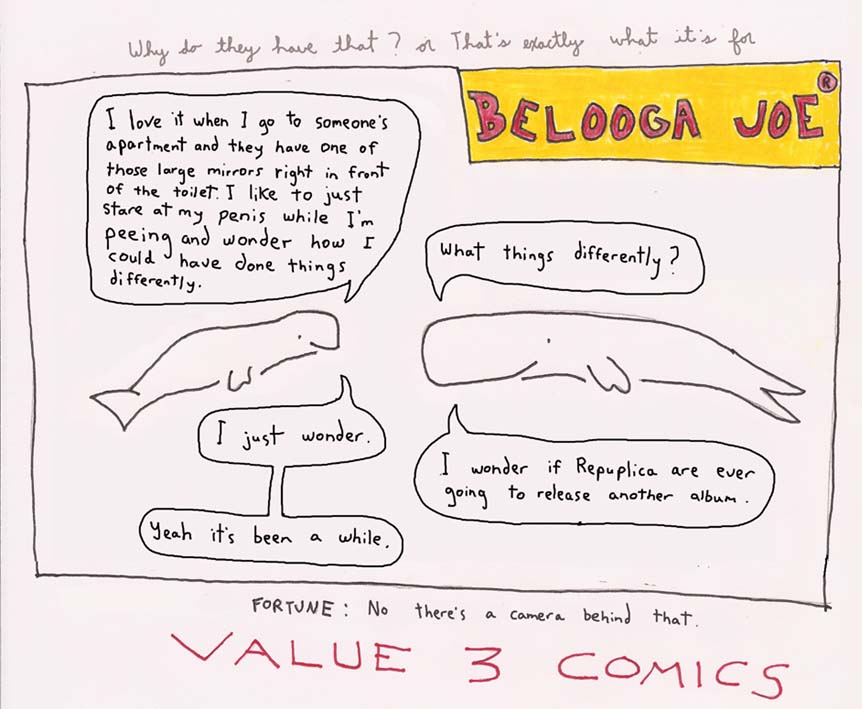 Why do they have that? or That's exactly what it's for
BELOOGA JOE®
I love it when I go to someone's
apartment and they have one of
those large mirrors right in front
of the toilet. I like to just
stare at my penis while I'm
peeing and wonder how I
could have done things
differently.
What things differently?
I just wonder.
I wonder if Repuplica are ever
going to release another album.
Yeah it's been a while.
FORTUNE: No there's a camera behind that.
VALUE 3 COMICS